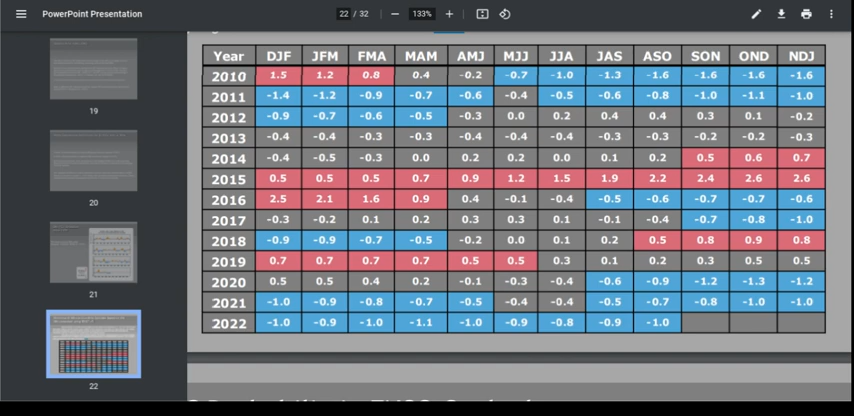 PowerPoint Presentation
22 / 32
133%
19
20
21
22
Year DJF JFM FMA MAM AMJ MJJ JJA JAS ASO SON OND NDJ
2010 1.5 1.2 0.8 0.4 -0.2 -0.7 -1.0 -1.3 -1.6 -1.6 -1.6 -1.6
2011 -1.4 -1.2 -0.9 -0.7 -0.6 -0.4 -0.5 -0.6 -0.8 -1.0 -1.1 -1.0
2012 -0.9 -0.7 -0.6 -0.5 -0.3 0.0 0.2 0.4 0.4 0.3 0.1 -0.2
2013 -0.4 -0.4 -0.3 -0.3 -0.4 -0.4 -0.4 -0.3 -0.3 -0.2 -0.2 -0.3
2014 -0.4 -0.5 -0.3 0.0 0.2 0.2 0.0 0.1 0.2 0.5 0.6 0.7
2015 0.5 0.5 0.5 0.7 0.9 1.2 1.5 1.9 2.2 2.4 2.6 2.6
2016 2.5 2.1 1.6 0.9 0.4 -0.1 -0.4 -0.5 -0.6 -0.7 -0.7 -0.6
2017 -0.3 -0.2 0.1 0.2 0.3 0.3 0.1 -0.1 -0.4 -0.7 -0.8 -1.0
2018 -0.9 -0.9 -0.7 -0.5 -0.2 0.0 0.1 0.2 0.5 0.8 0.9 0.8
2019 0.7 0.7 0.7 0.7 0.5 0.5 0.3 0.1 0.2 0.3 0.5 0.5
2020 0.5 0.5 0.4 0.2 -0.1 -0.3 -0.4 -0.6 -0.9 -1.2 -1.3 -1.2
2021 -1.0 -0.9 -0.8 -0.7 -0.5 -0.4 -0.4 -0.5 -0.7 -0.8 -1.0 -1.0
2022 -1.0 -0.9 -1.0 -1.1 -1.0 -0.9 -0.8 -0.9 -1.0